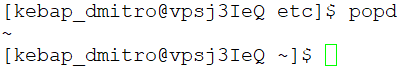 [kebap_dmitro@vpsj3IeQ etc]$ popd
~
[kebap_dmitro@vpsj3IeQ ~]$